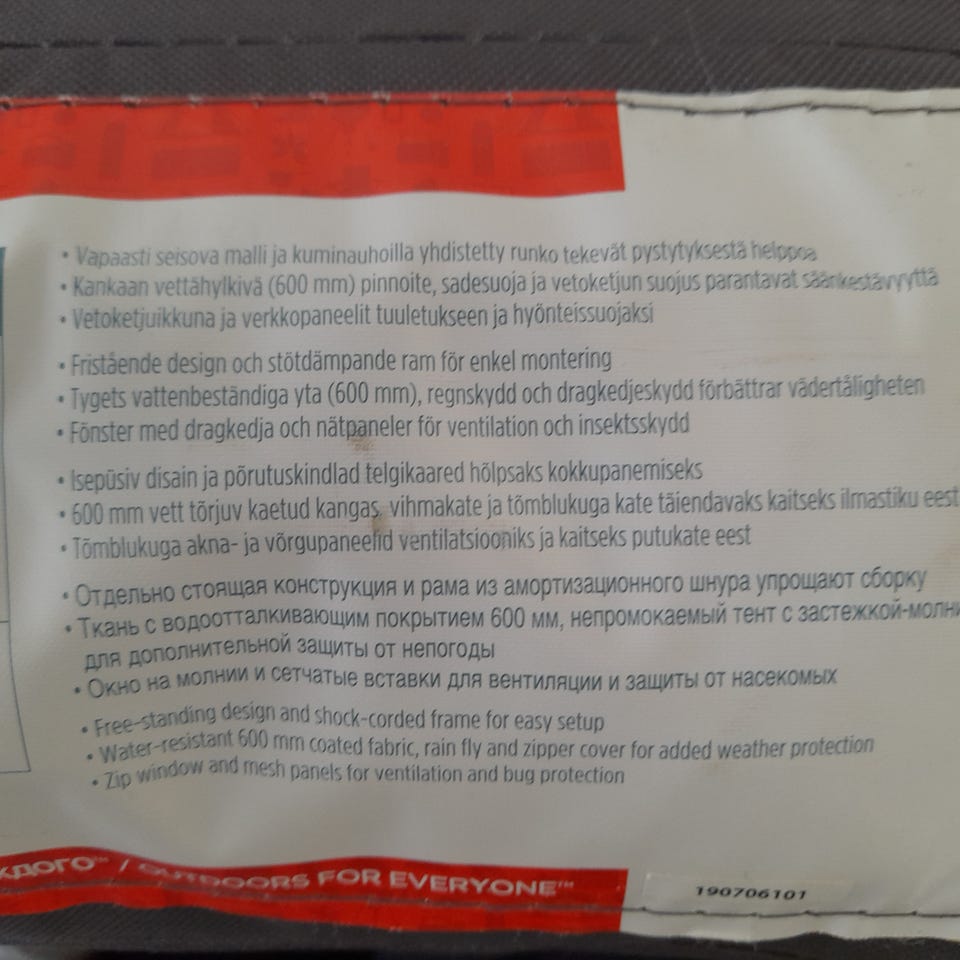 • Vapaasti seisova malli ja kuminauhoilla yhdistetty runko tekevät pystytyksestä helppoa
• Kankaan vettähylkivä (600 mm) pinnoite, sadesuoja ja vetoketjun suojus parantavat säänkestävyyttä
• Vetoketjuikkuna ja verkkopaneelit tuuletukseen ja hyönteissuojaksi
• Fristående design och stötdämpande ram för enkel montering
• Tygets vattenbeständiga yta (600 mm), regnskydd och dragkedjeskydd förbättrar vädertåligheten
• Fönster med dragkedja och nätpaneler för ventilation och insektsskydd
• Isepüsiv disain ja põrutuskindlad telgikaared hõlpsaks kokkupanemiseks
• 600 mm vett tõrjuv kaetud kangas, vihmakate ja tõmblukuga kate täiendavaks kaitseks ilmastiku eest
• Tõmblukuga akna- ja võrgupaneelid ventilatsiooniks ja kaitseks putukate eest
• Отдельно стоящая конструкция и рама из амортизационного шнура упрощают сборку
• Ткань с водоотталкивающим покрытием 600 мм, непромокаемый тент с застежкой-молни
для дополнительной защиты от непогоды
• Окно на молнии и сетчатые вставки для вентиляции и защиты от насекомых
• Free-standing design and shock-corded frame for easy setup
• Water-resistant 600 mm coated fabric, rain fly and zipper cover for added weather protection
• Zip window and mesh panels for ventilation and bug protection
ждого™ / OUTDOORS FOR EVERYONE™
190706101